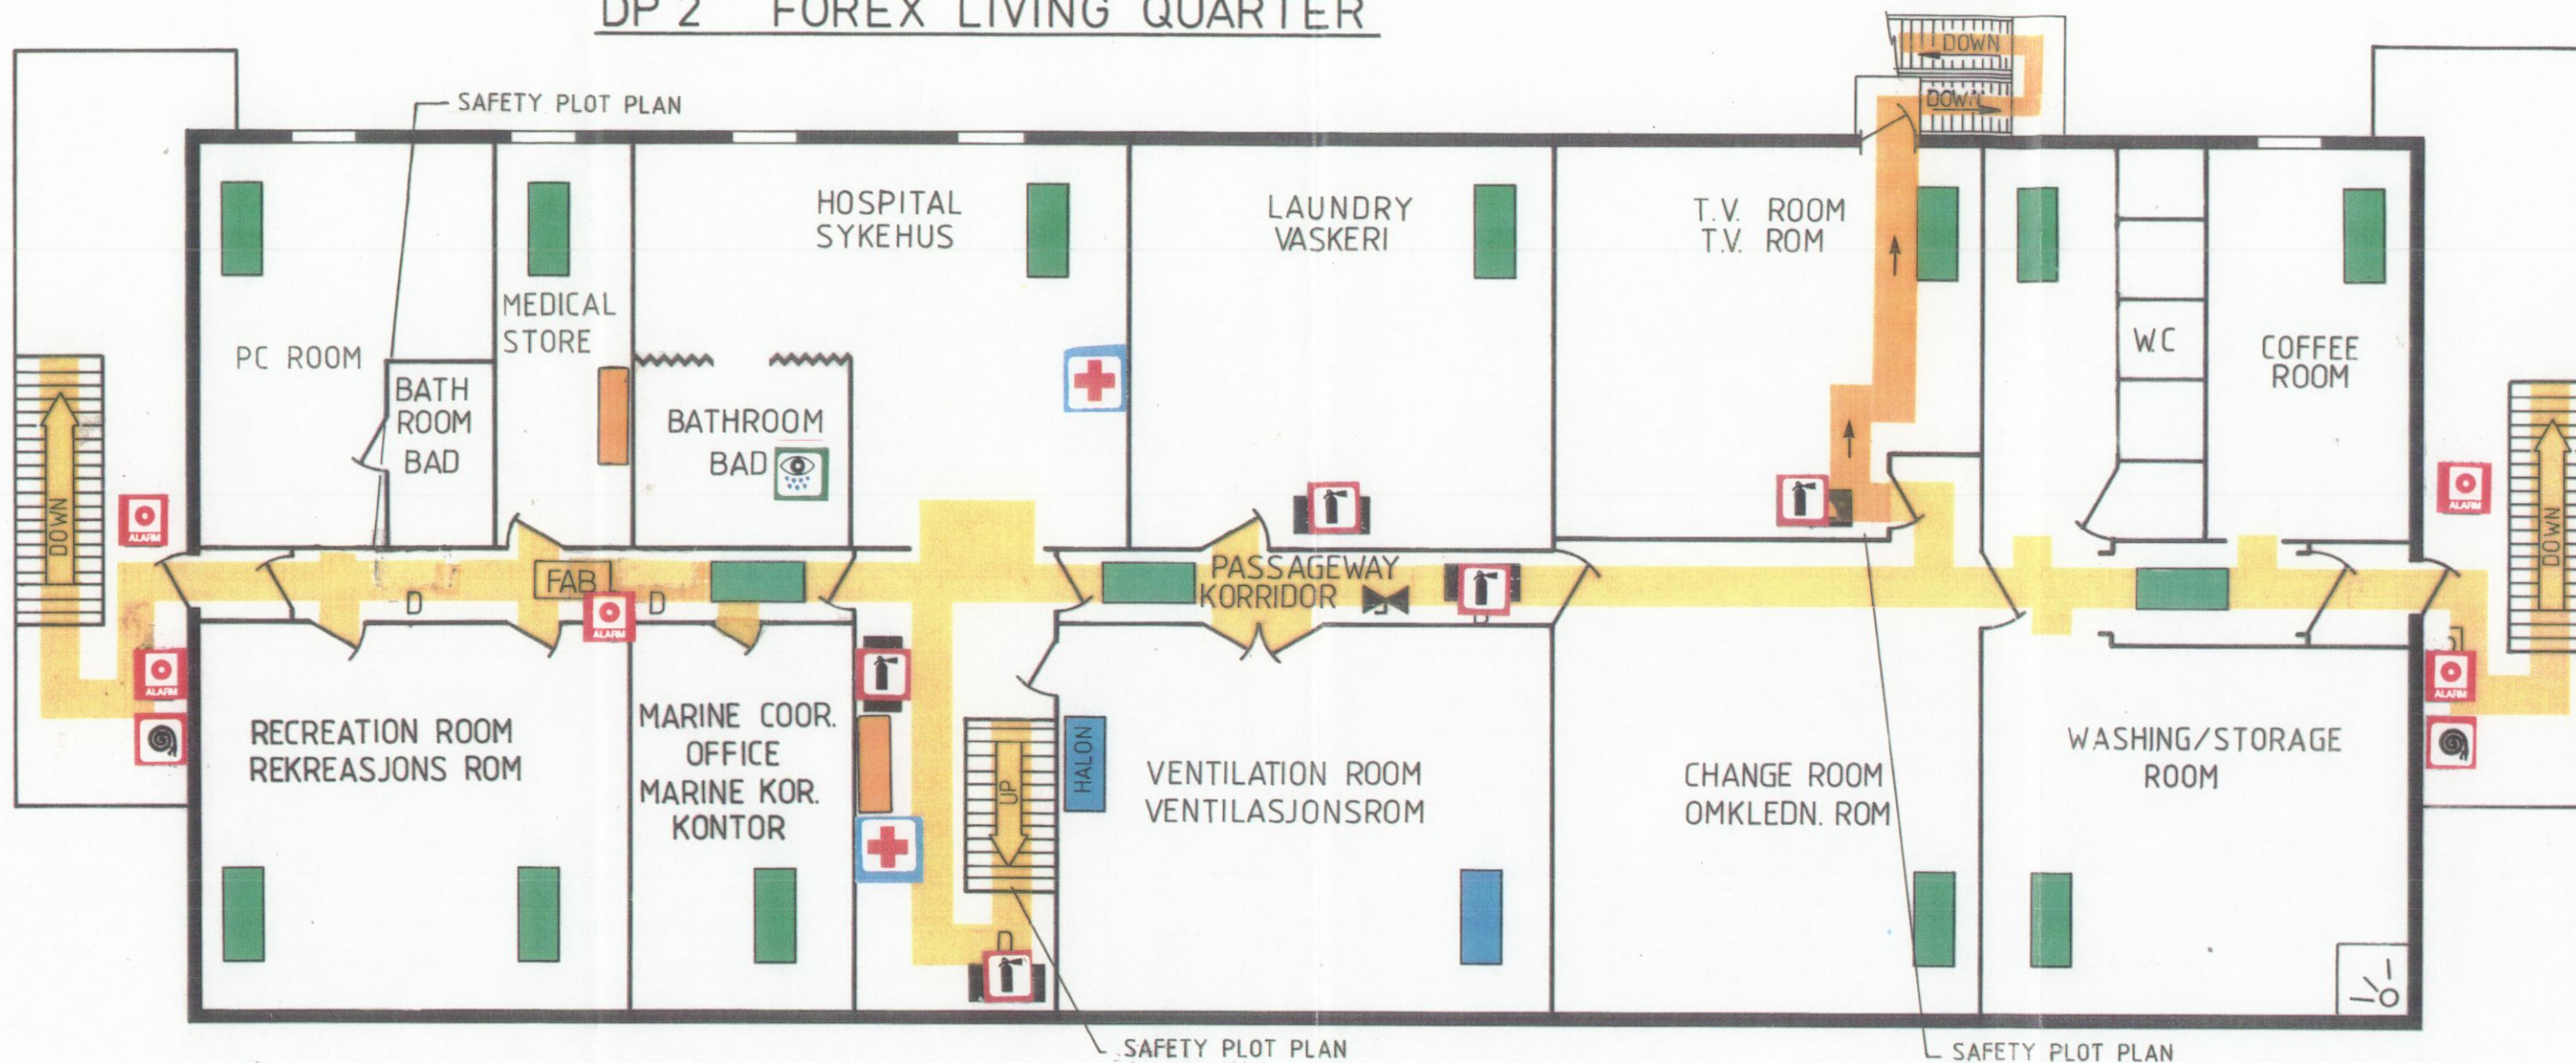 DP 2 FOREX LIVING QUARTER
DOWN
DOWN
SAFETY PLOT PLAN
HOSPITAL
SYKEHUS
LAUNDRY
VASKERI
T.V. ROOM
T.V. ROM
MEDICAL
STORE
PC ROOM
W.C
COFFEE
ROOM
BATH
ROOM
BAD
BATHROOM
BAD
DOWN
ALARM
ALARM
DOWN
PASSAGEWAY
KORRIDOR
FAB
D
D
D
ALARM
ALARM
ALARM
RECREATION ROOM
REKREASJONS ROM
MARINE COOR.
OFFICE
MARINE KOR.
KONTOR
UP
HALON
VENTILATION ROOM
VENTILASJONSROM
CHANGE ROOM
OMKLEDN. ROM
WASHING/STORAGE
ROOM
D
SAFETY PLOT PLAN
SAFETY PLOT PLAN